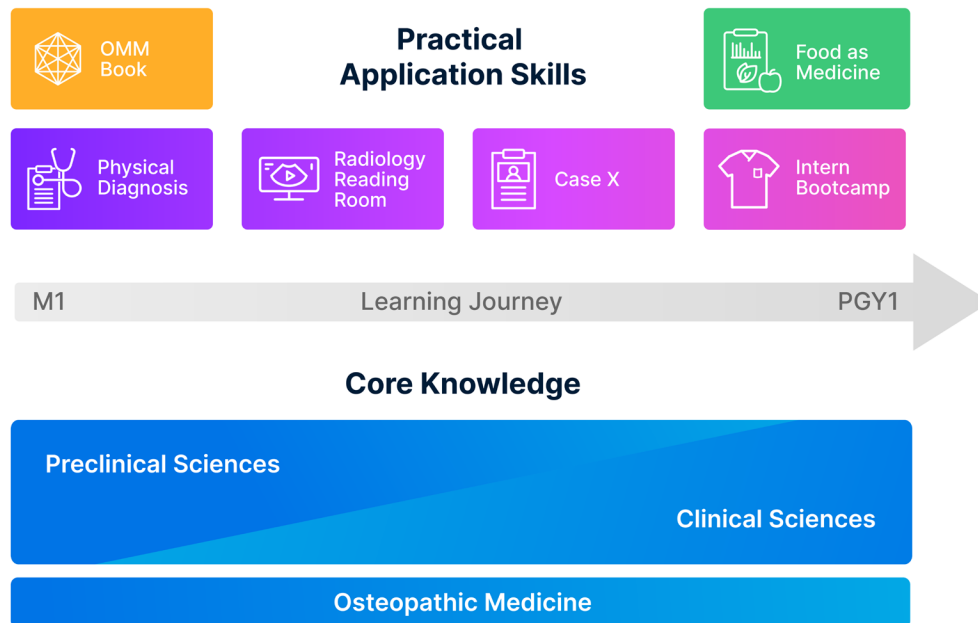 OMM
Book
Practical
Application Skills
Food as
Medicine
Physical
Diagnosis
Radiology
Reading
Room
Case X
Intern
Bootcamp
M1
Learning Journey
PGY1
Core Knowledge
Preclinical Sciences
Clinical Sciences
Osteopathic Medicine